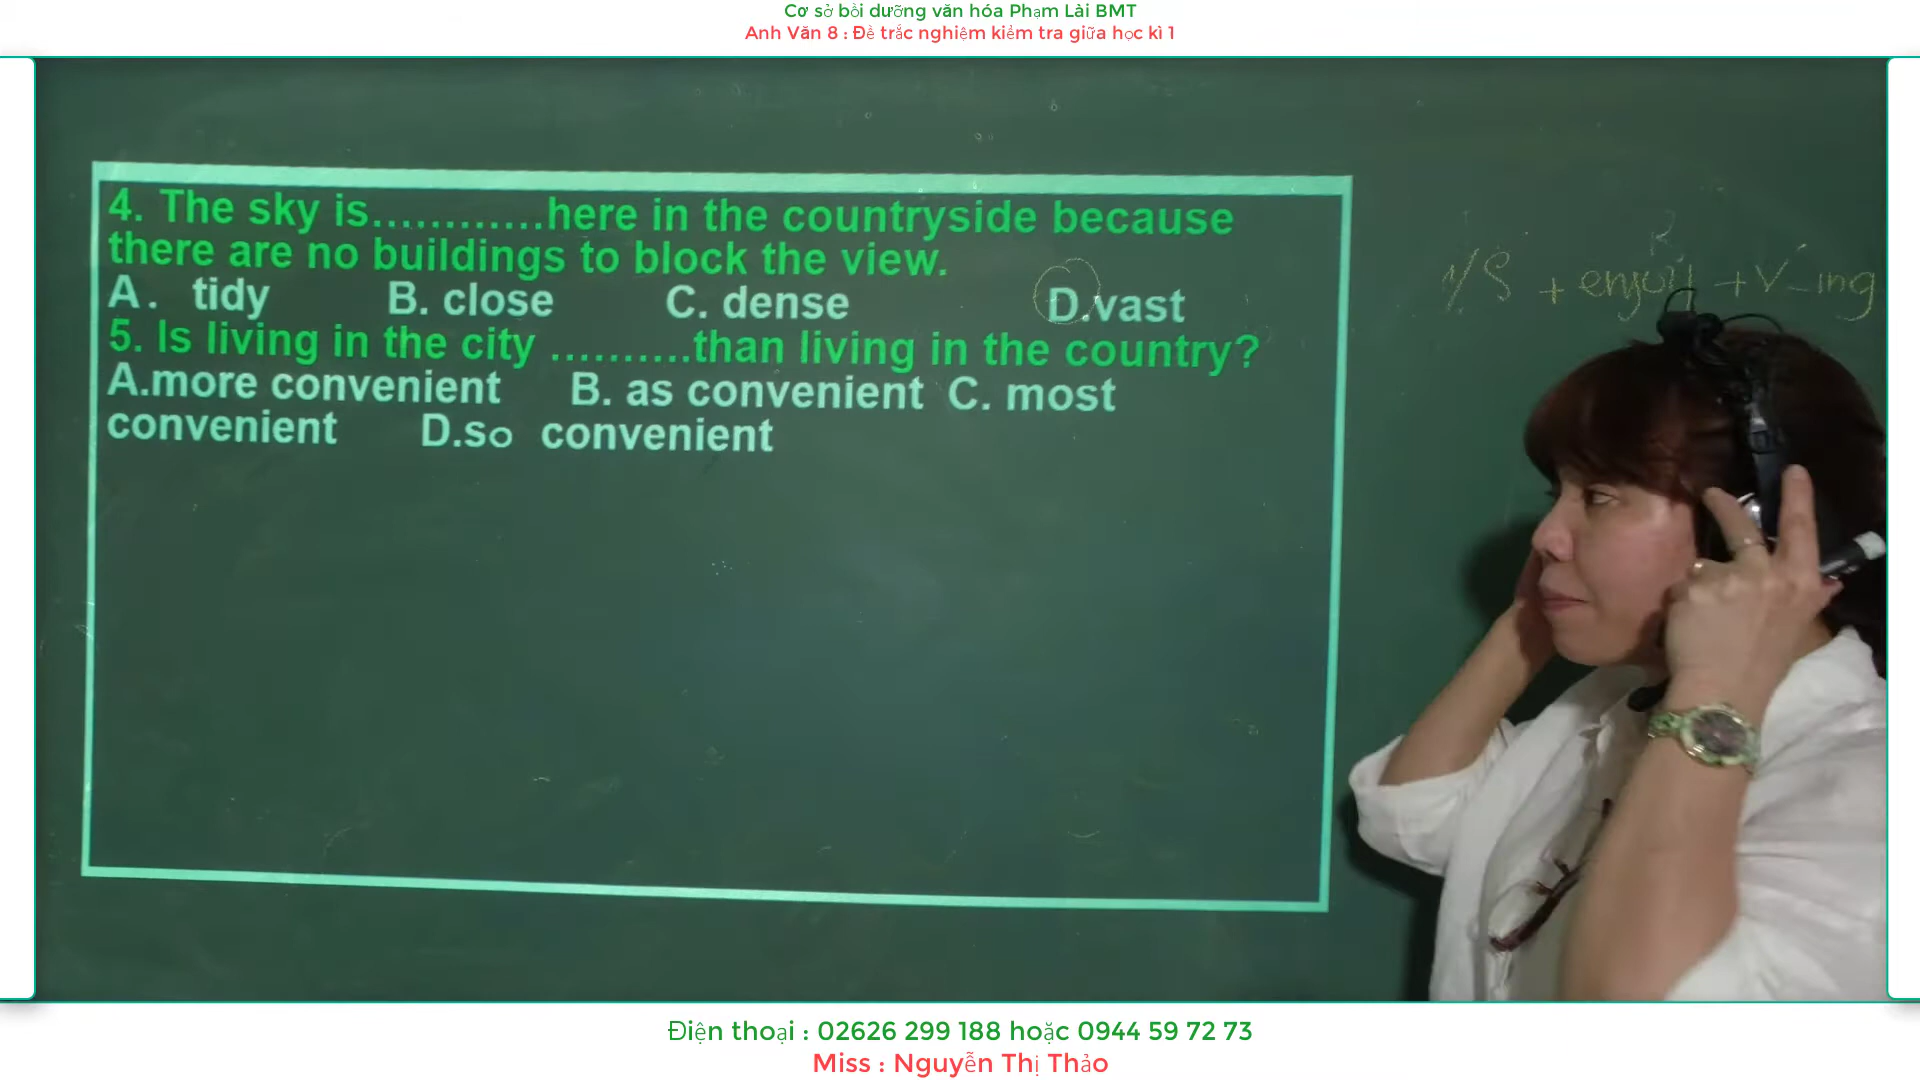 Cơ sở bồi dưỡng văn hóa Phạm Lài BMT
Anh Văn 8 : Đề trắc nghiệm kiểm tra giữa học kì 1
4. The sky is............here in the countryside because
there are no buildings to block the view.
A. tidy B. close C. dense D.vast
5. Is living in the city ..........than living in the country?
A.more convenient B. as convenient C. most
convenient D.so convenient
/S + enjoy + V-ing
Điện thoại : 02626 299 188 hoặc 0944 59 72 73
Miss : Nguyễn Thị Thảo